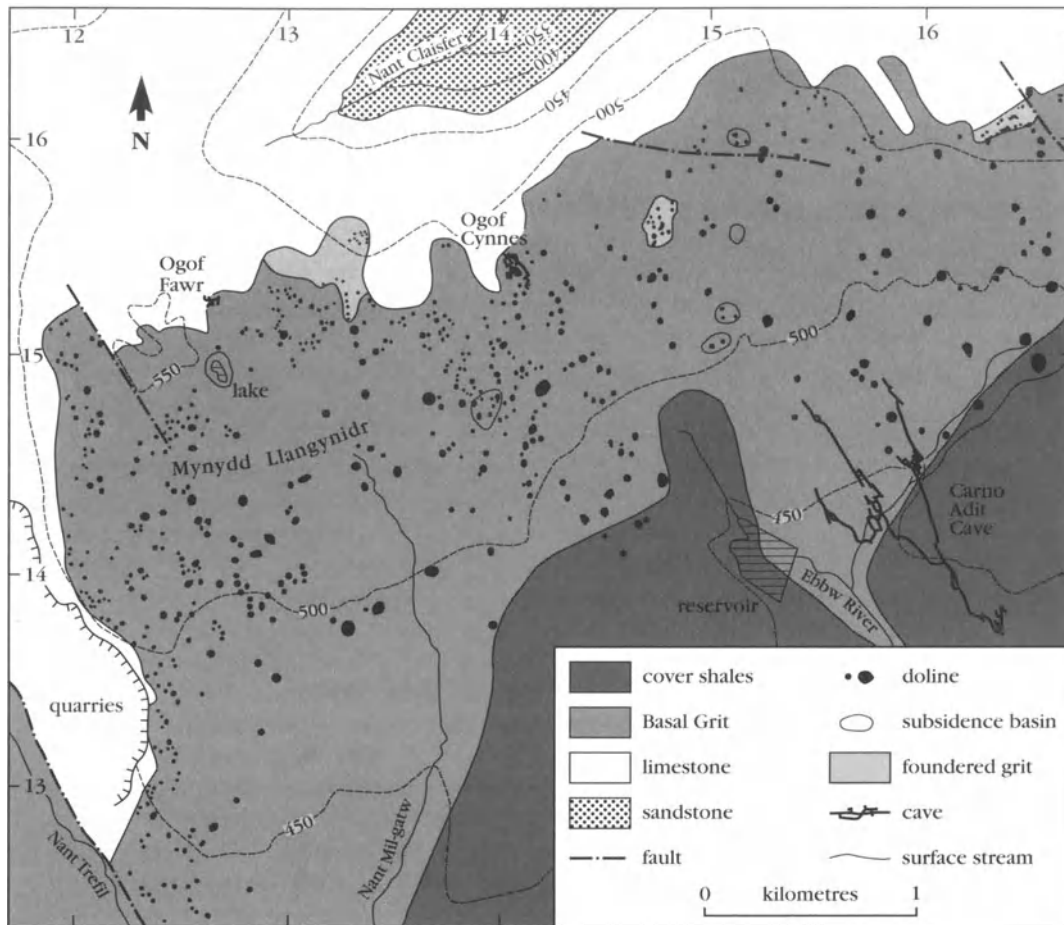 12 13 14 15 16
Nant Claisfer
550
400
450
500
16
N
Ogof
Cynnes
Ogof
Fawr
15
550
lake
500
Mynydd Llangynidr
450
Carno
Adit
Cave
14
500
reservoir
Ebbw River
quarries
13
450
Nant Trefil
Nant Mil-gatw
cover shales
Basal Grit
limestone
sandstone
fault
doline
subsidence basin
foundered grit
cave
surface stream
0 kilometres 1